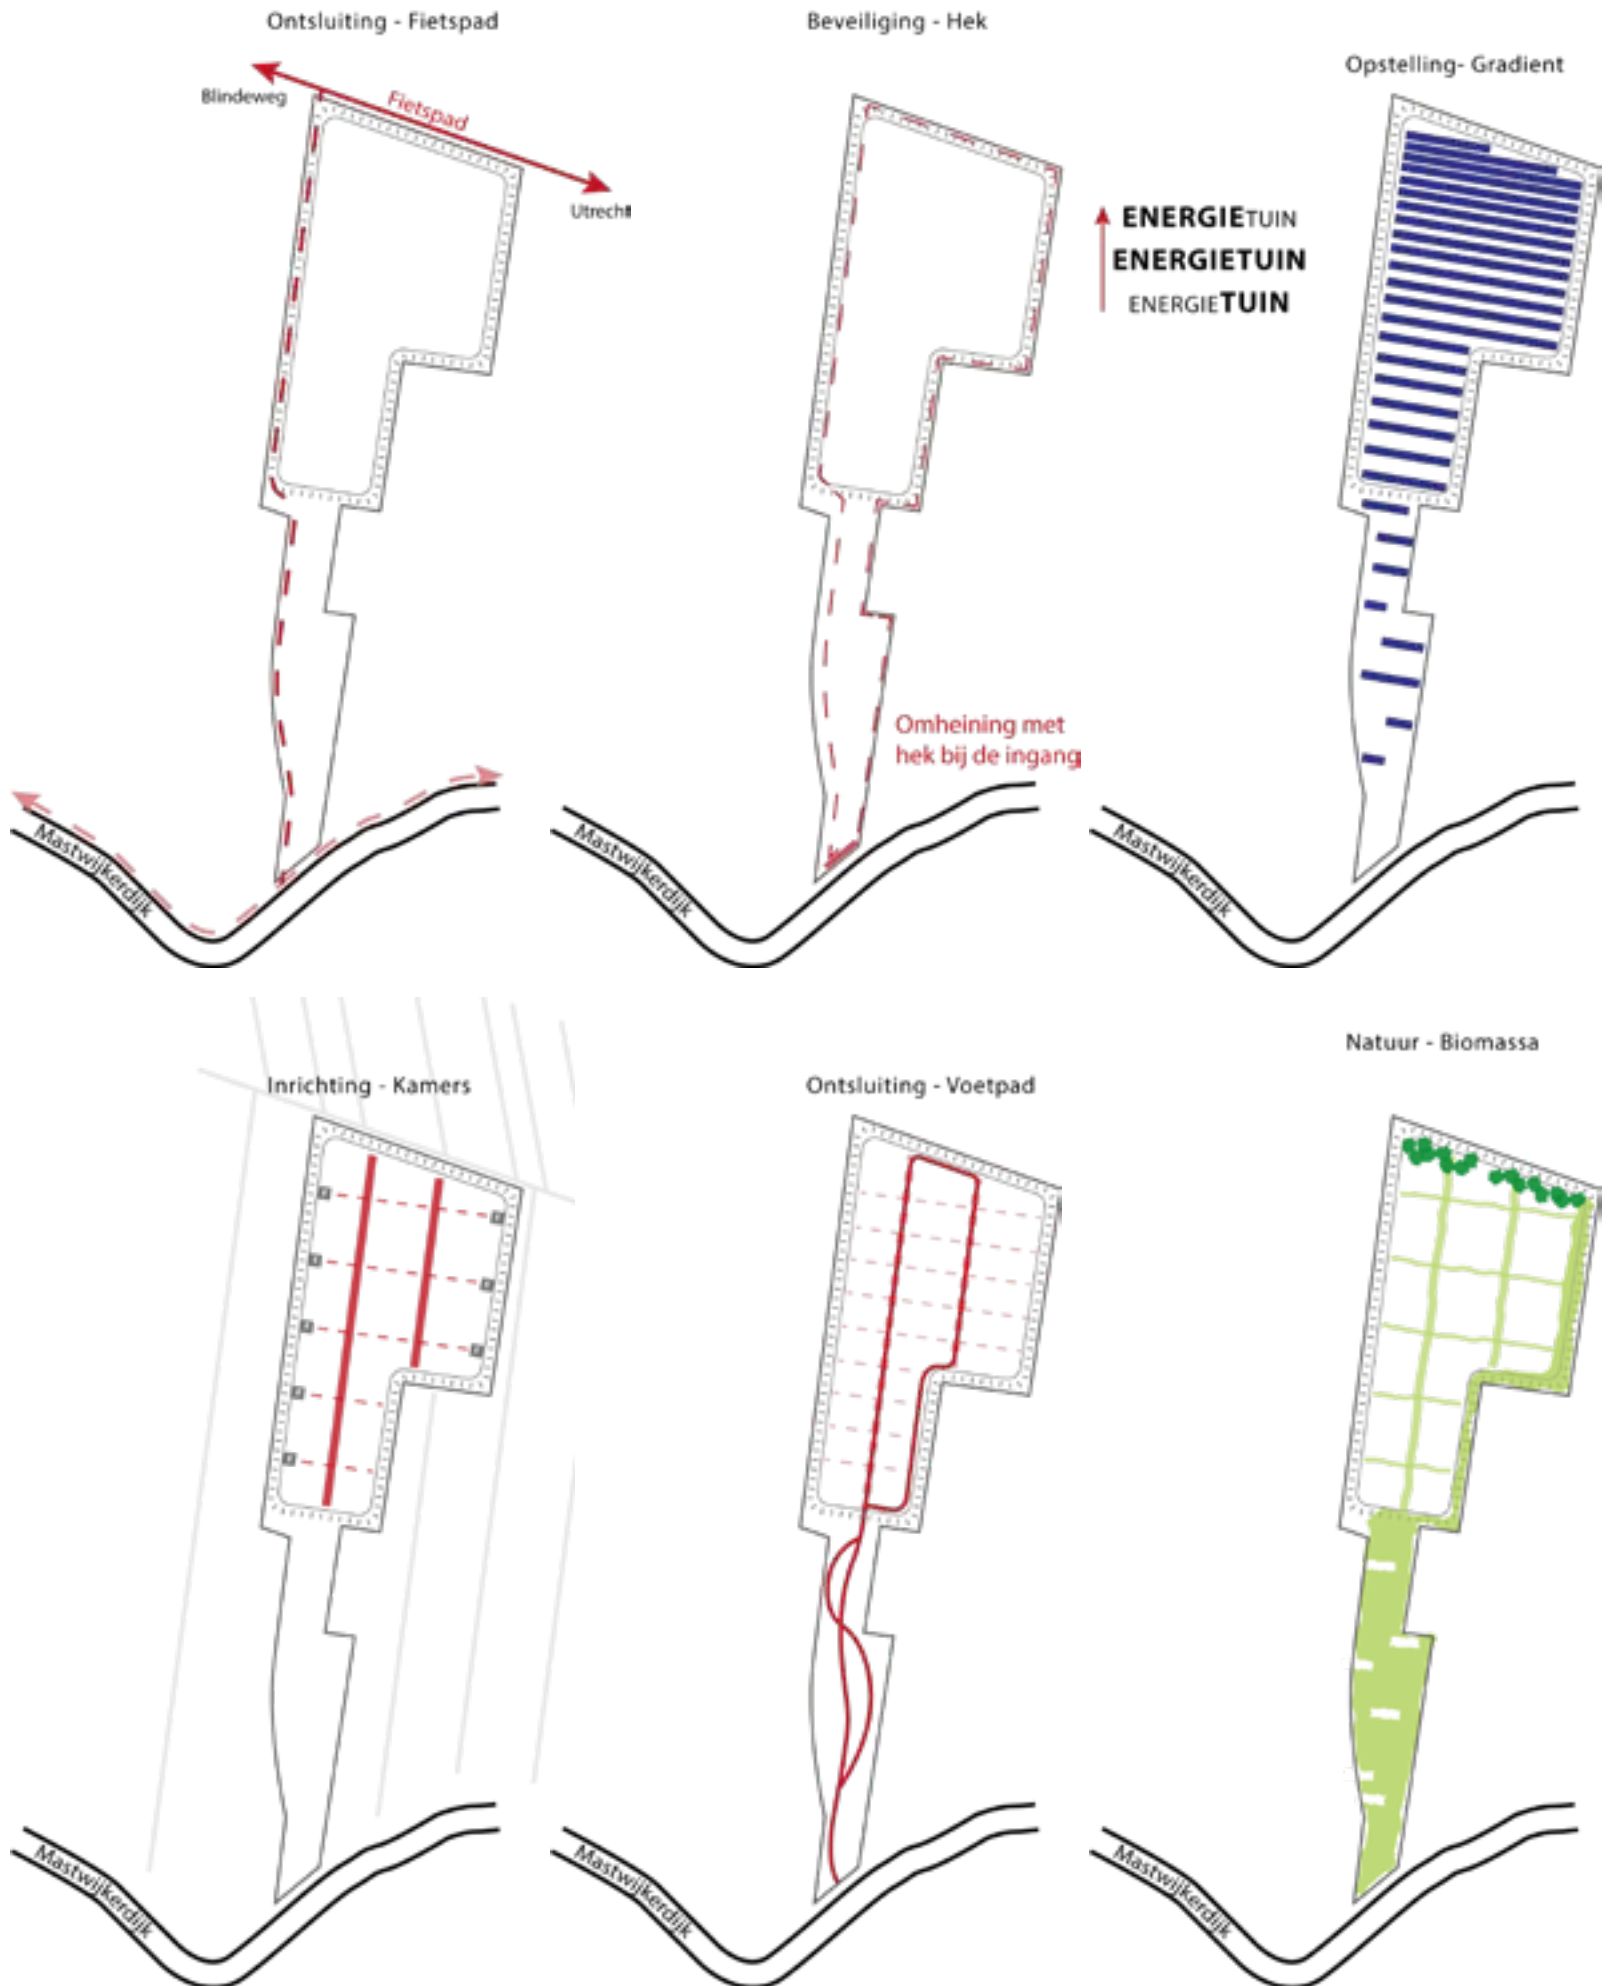 Ontsluiting - Fietspad
Blindeweg
Fietspad
Utrecht
Mastwijkerdijk
Beveiliging - Hek
Omheining met
hek bij de ingang
Mastwijkerdijk
Opstelling- Gradient
ENERGIETUIN
ENERGIETUIN
ENERGIETUIN
Mastwijkerdijk
Inrichting - Kamers
Mastwijkerdijk
Ontsluiting - Voetpad
Mastwijkerdijk
Natuur - Biomassa
Mastwijkerdijk